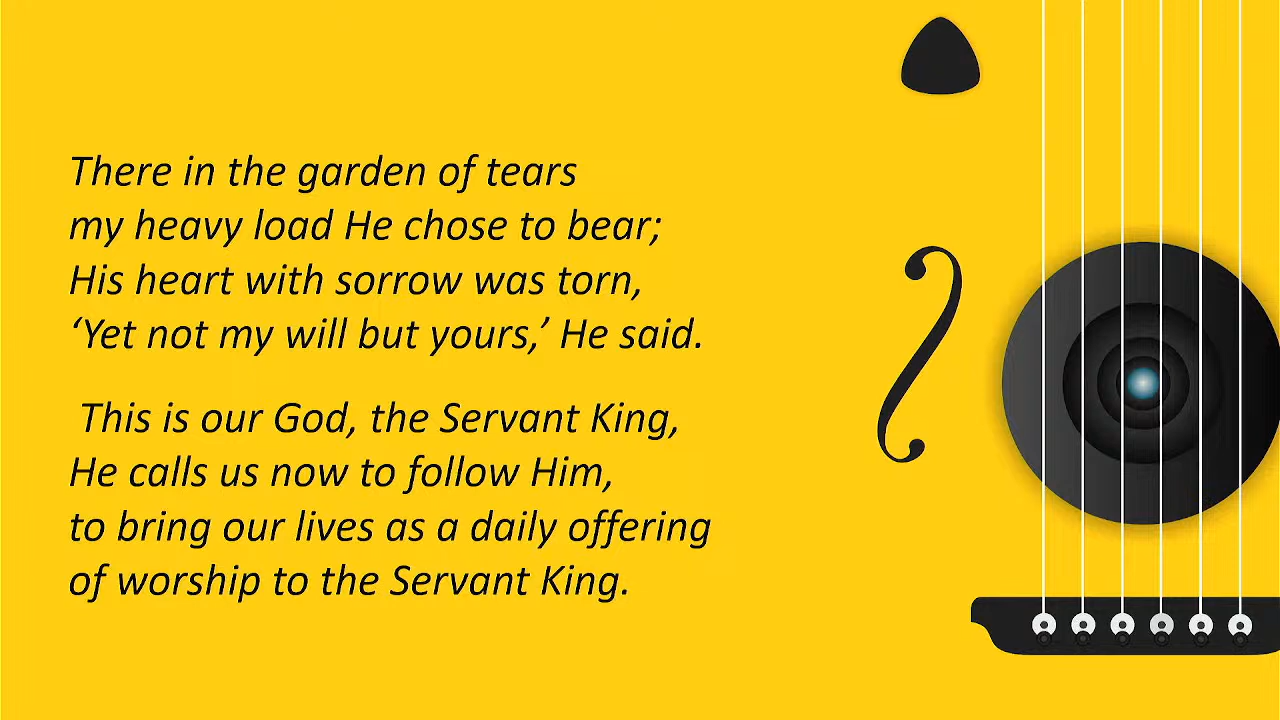 There in the garden of tears
my heavy load He chose to bear;
His heart with sorrow was torn,
‘Yet not my will but yours,’ He said.
This is our God, the Servant King,
He calls us now to follow Him,
to bring our lives as a daily offering
of worship to the Servant King.